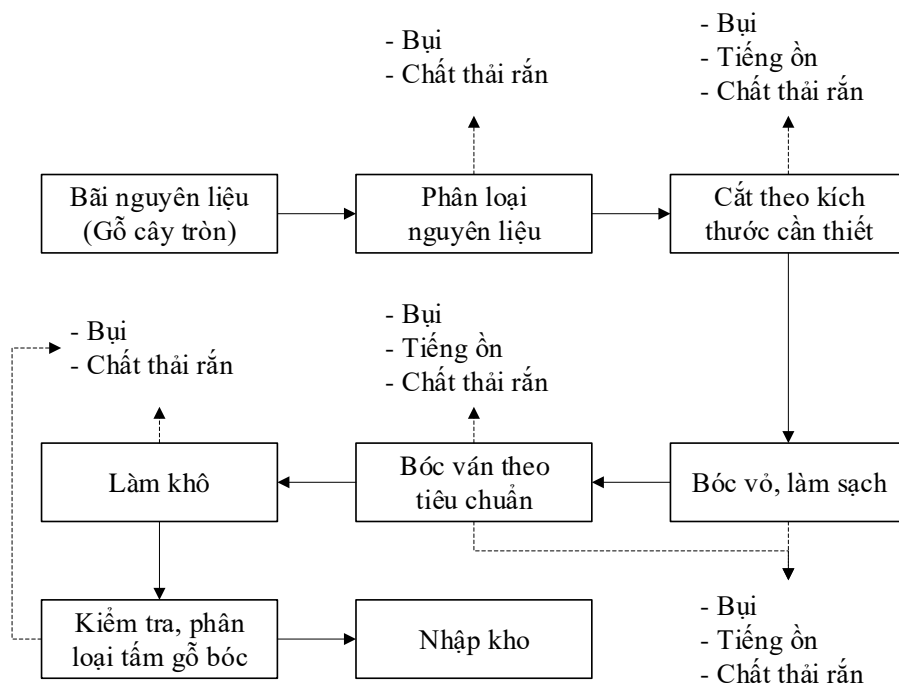 - Bụi
- Chất thải rắn
- Bụi
- Tiếng ồn
- Chất thải rắn
Bãi nguyên liệu
(Gỗ cây tròn)
Phân loại
nguyên liệu
Cắt theo kích
thước cần thiết
- Bụi
- Chất thải rắn
- Bụi
- Tiếng ồn
- Chất thải rắn
Làm khô
Bóc ván theo
tiêu chuẩn
Bóc vỏ, làm sạch
Kiểm tra, phân
loại tấm gỗ bóc
Nhập kho
- Bụi
- Tiếng ồn
- Chất thải rắn